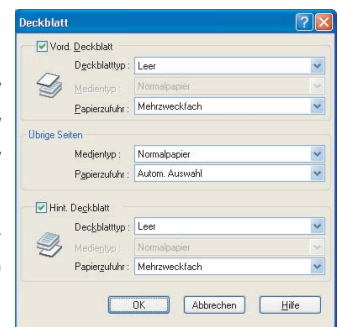 Deckblatt
Vord. Deckblatt
Deckblatttyp : Leer
Medientyp : Normalpapier
Papierzufuhr : Mehrzweckfach
Übrige Seiten
Medientyp : Normalpapier
Papierzufuhr : Autom. Auswahl
Hint. Deckblatt
Deckblatttyp : Leer
Medientyp : Normalpapier
Papierzufuhr : Mehrzweckfach
OK Abbrechen Hilfe